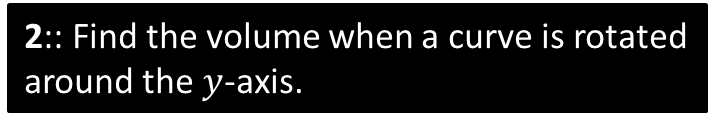 2:: Find the volume when a curve is rotated
around the y-axis.